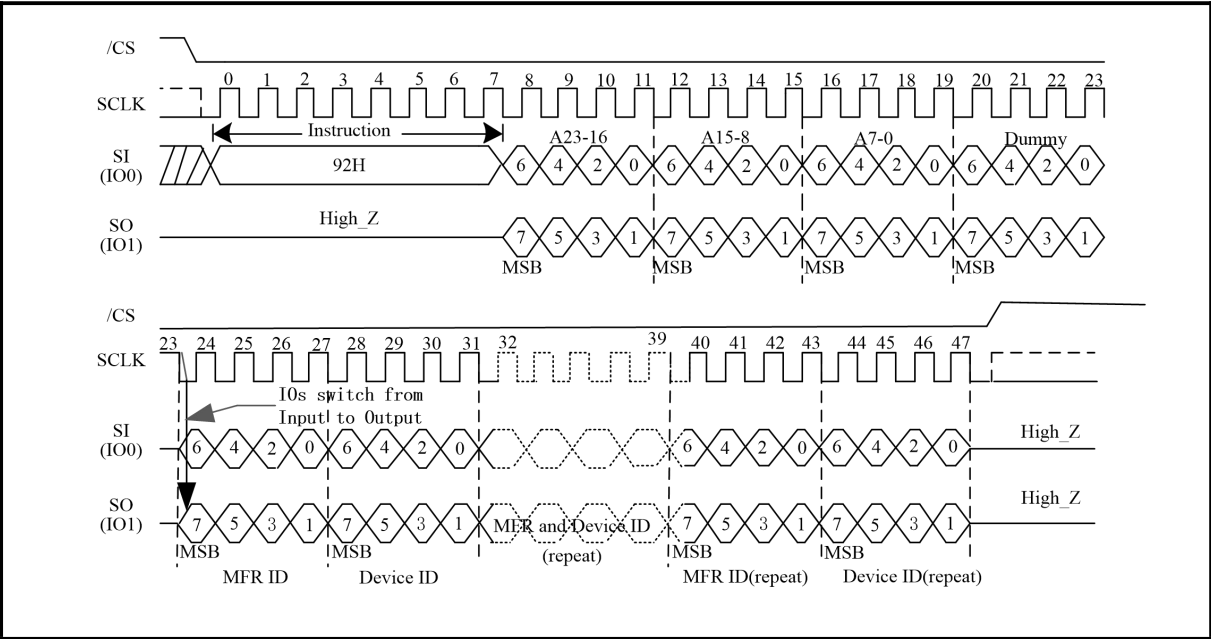 /CS
0 1 2 3 4 5 6 7 8 9 10 11 12 13 14 15 16 17 18 19 20 21 22 23
SCLK
Instruction
A23-16 A15-8 A7-0 Dummy
SI
(IO0)
92H 6 4 2 0 6 4 2 0 6 4 2 0 6 4 2 0
High_Z
SO
(IO1)
7 5 3 1 7 5 3 1 7 5 3 1 7 5 3 1
MSB MSB MSB MSB
/CS
23 24 25 26 27 28 29 30 31 32 39 40 41 42 43 44 45 46 47
SCLK
IOs switch from
Input to Output
SI
(IO0)
6 4 2 0 6 4 2 0 6 4 2 0 6 4 2 0 High_Z
SO
(IO1)
7 5 3 1 7 5 3 1 MFR and Device ID 7 5 3 1 7 5 3 1 High_Z
MSB MSB (repeat) MSB MSB
MFR ID Device ID MFR ID(repeat) Device ID(repeat)